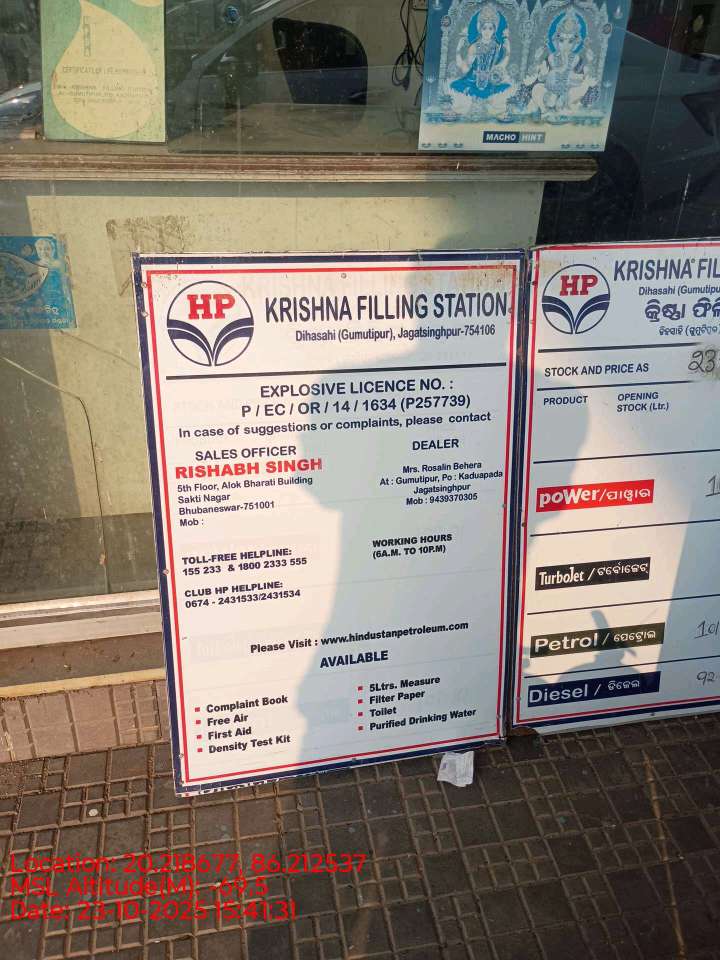 MACHO HINT
HP
KRISHNA FILLING STATION
Dihasahi (Gumutipur), Jagatsinghpur-754106
EXPLOSIVE LICENCE NO. :
P / EC / OR / 14 / 1634 (P257739)
In case of suggestions or complaints, please contact
SALES OFFICER
RISHABH SINGH
5th Floor, Alok Bharati Building
Sakti Nagar
Bhubaneswar-751001
Mob :
DEALER
Mrs. Rosalin Behera
At : Gumutipur, Po : Kaduapada
Jagatsinghpur
Mob : 9439370305
TOLL-FREE HELPLINE:
155 233 & 1800 2333 555
WORKING HOURS
(6A.M. TO 10P.M)
CLUB HP HELPLINE:
0674 - 2431533/2431534
Please Visit : www.hindustanpetroleum.com
AVAILABLE
Complaint Book
Free Air
First Aid
Density Test Kit
5Ltrs. Measure
Filter Paper
Toilet
Purified Drinking Water
HP
KRISHNA FIL
Dihasahi (Gumutipu
କ୍ରିଷ୍ଣା ଫି
STOCK AND PRICE AS
23
PRODUCT
OPENING
STOCK (Ltr.)
poWer/ପାୱାର
TurboJet / ଟର୍ବୋଜେଟ୍
Petrol / ପେଟ୍ରୋଲ
Diesel / ଡିଜେଲ
92
Location: 20.218677, 86.212537
MSL Altitude(M): -69.5
Date: 23-10-2025 15:41:31